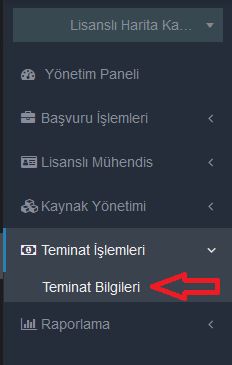 Lisanslı Harita Ka...
Yönetim Paneli
Başvuru İşlemleri
Lisanslı Mühendis
Kaynak Yönetimi
Teminat İşlemleri
Teminat Bilgileri
Raporlama